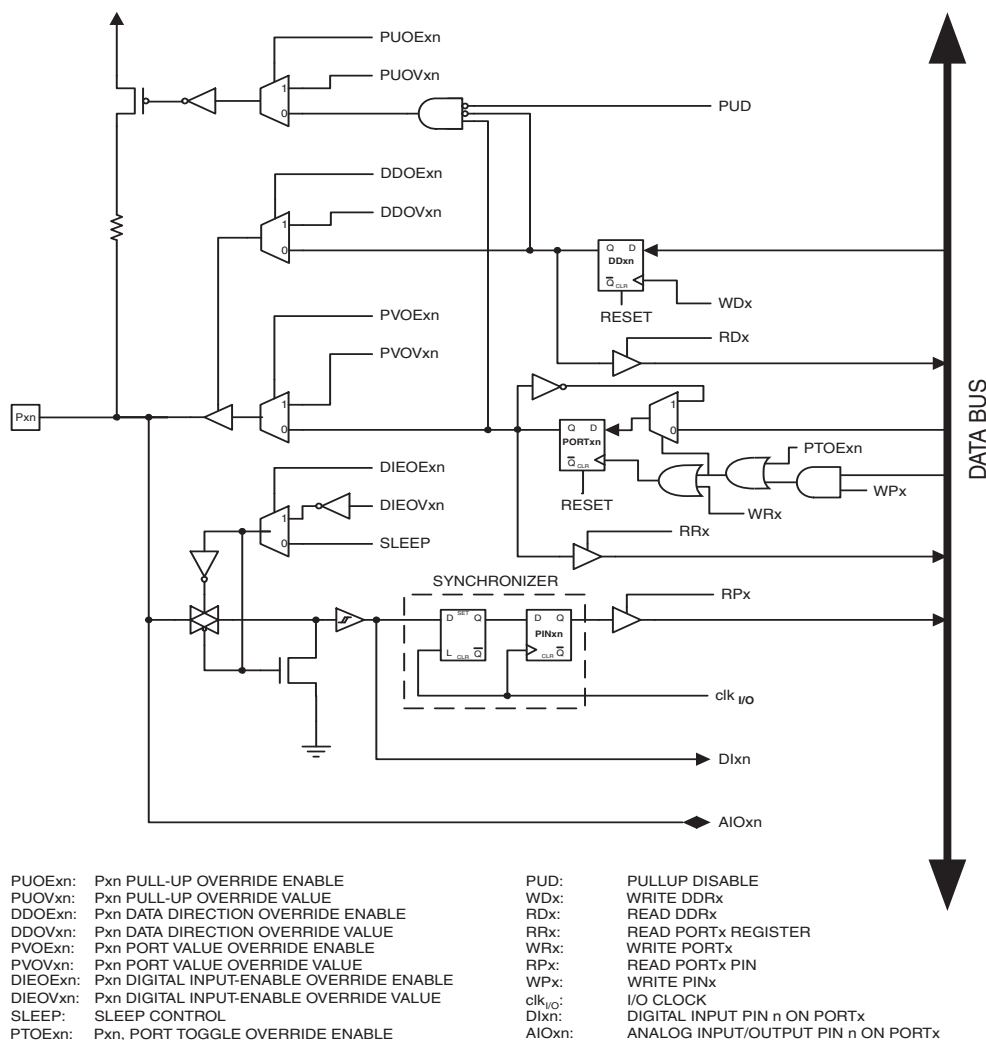 PUOExn
PUOVxn
1
0
PUD
DDOExn
DDOVxn
1
0
Q D
DDxn
Q CLR
WDx
RESET
RDx
PVOExn
PVOVxn
1
0
Pxn
1
0
Q D
PORTxn
Q CLR
PTOExn
RESET
WRx
WPx
DATA BUS
DIEOExn
DIEOVxn
1
0
SLEEP
RRx
SYNCHRONIZER
D SET Q
L CLR Q
D Q
PINxn
CLR Q
RPx
clk I/O
DIxn
AIOxn
PUOExn: Pxn PULL-UP OVERRIDE ENABLE
PUOVxn: Pxn PULL-UP OVERRIDE VALUE
DDOExn: Pxn DATA DIRECTION OVERRIDE ENABLE
DDOVxn: Pxn DATA DIRECTION OVERRIDE VALUE
PVOExn: Pxn PORT VALUE OVERRIDE ENABLE
PVOVxn: Pxn PORT VALUE OVERRIDE VALUE
DIEOExn: Pxn DIGITAL INPUT-ENABLE OVERRIDE ENABLE
DIEOVxn: Pxn DIGITAL INPUT-ENABLE OVERRIDE VALUE
SLEEP: SLEEP CONTROL
PTOExn: Pxn, PORT TOGGLE OVERRIDE ENABLE
PUD: PULLUP DISABLE
WDx: WRITE DDRx
RDx: READ DDRx
RRx: READ PORTx REGISTER
WRx: WRITE PORTx
RPx: READ PORTx PIN
WPx: WRITE PINx
clkI/O: I/O CLOCK
DIxn: DIGITAL INPUT PIN n ON PORTx
AIOxn: ANALOG INPUT/OUTPUT PIN n ON PORTx